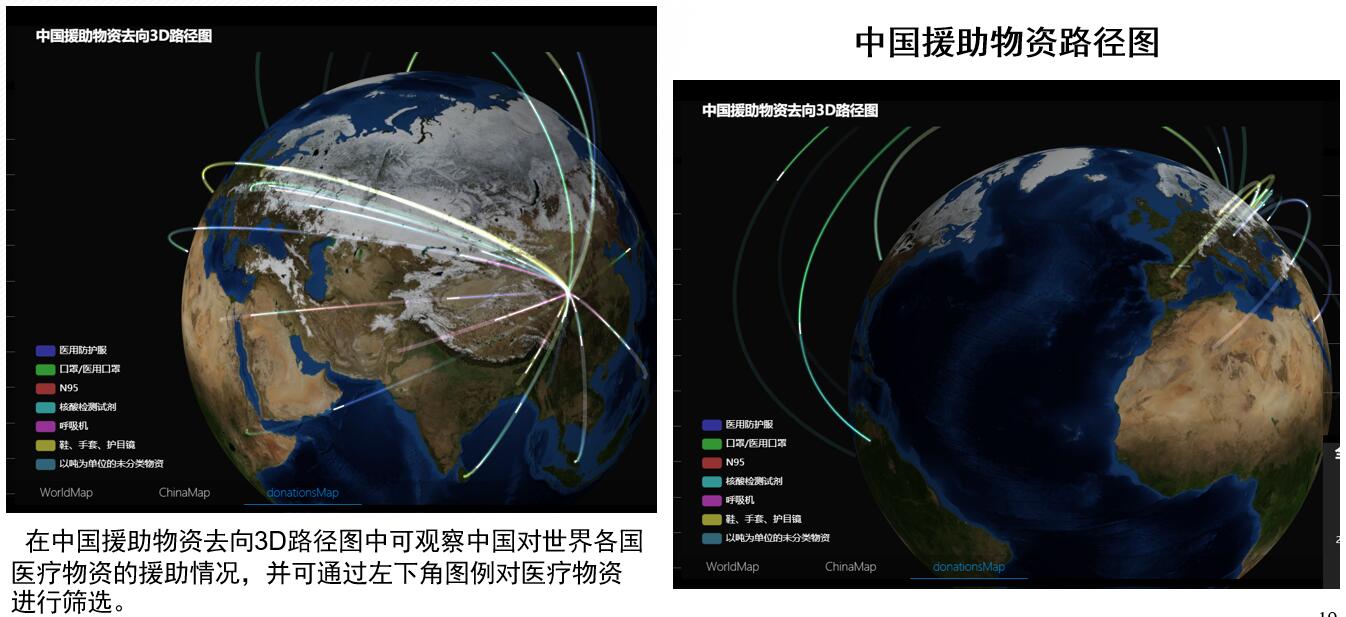 中国援助物资去向3D路径图
医用防护服
口罩/医用口罩
N95
核酸检测试剂
呼吸机
鞋、手套、护目镜
以吨为单位的未分类物资
WorldMap ChinaMap donationsMap
在中国援助物资去向3D路径图中可观察中国对世界各国
医疗物资的援助情况，并可通过左下角图例对医疗物资
进行筛选。
中国援助物资路径图
中国援助物资去向3D路径图
医用防护服
口罩/医用口罩
N95
核酸检测试剂
呼吸机
鞋、手套、护目镜
以吨为单位的未分类物资
WorldMap ChinaMap donationsMap